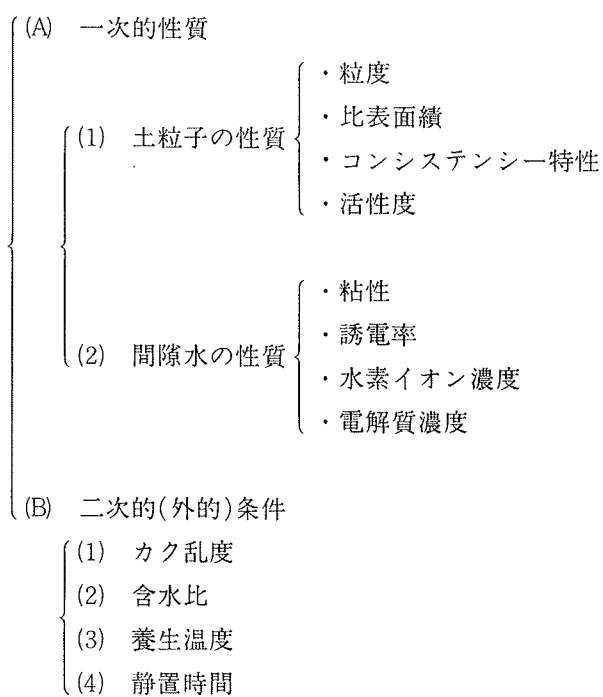 (A) 一次的性質
・粒度
・比表面績
(1) 土粒子の性質
・コンシステンシー特性
・活性度
・粘性
・誘電率
(2) 間隙水の性質
・水素イオン濃度
・電解質濃度
(B) 二次的(外的)条件
(1) カク乱度
(2) 含水比
(3) 養生温度
(4) 静置時間